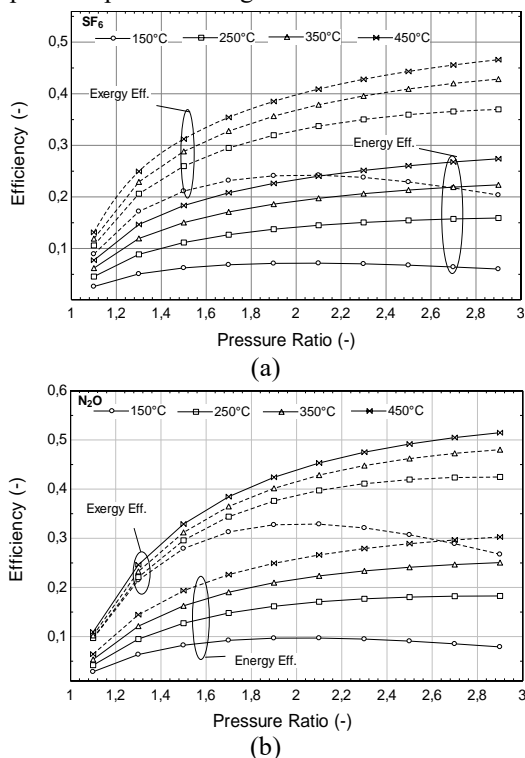 SF6
150°C 250°C 350°C 450°C
0,5
0,4
0,3
0,2
0,1
Efficiency (-)
Exergy Eff.
Energy Eff.
1 1,2 1,4 1,6 1,8 2 2,2 2,4 2,6 2,8 3
Pressure Ratio (-)
(a)
0,6
N2O
150°C 250°C 350°C 450°C
0,5
0,4
0,3
0,2
0,1
Efficiency (-)
Exergy Eff.
Energy Eff.
1 1,2 1,4 1,6 1,8 2 2,2 2,4 2,6 2,8 3
Pressure Ratio (-)
(b)